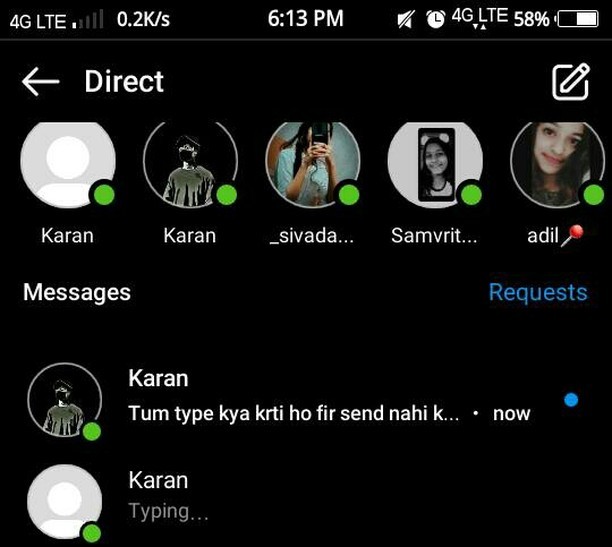 4G LTE 0.2K/s 6:13 PM 4G LTE 58%
Direct
Karan Karan _sivada... Samvrit... adil📍
Messages Requests
Karan
Tum type kya krti ho fir send nahi k... • now
Karan
Typing...